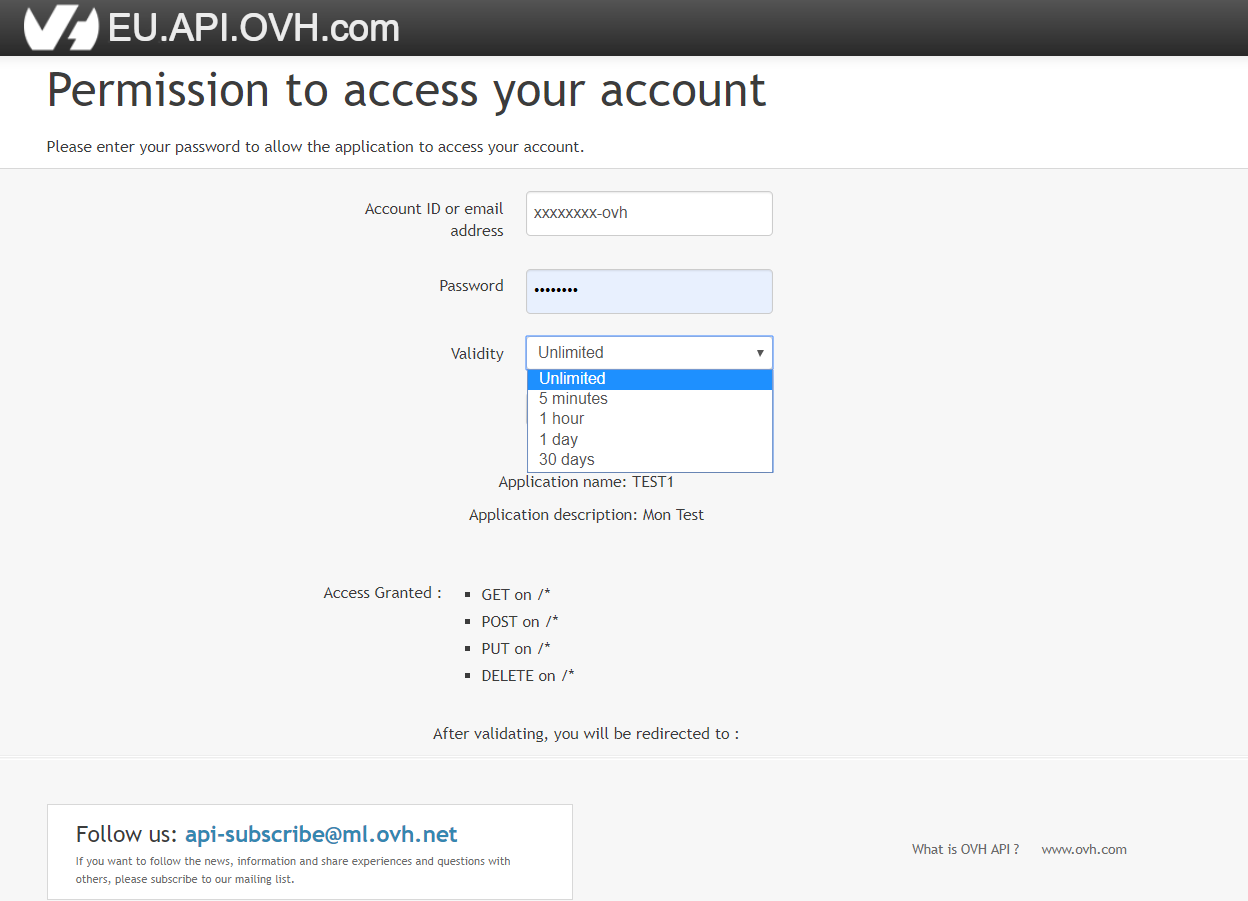 EU.API.OVH.com
Permission to access your account
Please enter your password to allow the application to access your account.
Account ID or email
address
xxxxxxxx-ovh
Password
••••••••
Validity
Unlimited
Unlimited
5 minutes
1 hour
1 day
30 days
Application name: TEST1
Application description: Mon Test
Access Granted :
GET on /*
POST on /*
PUT on /*
DELETE on /*
After validating, you will be redirected to :
Follow us: api-subscribe@ml.ovh.net
If you want to follow the news, information and share experiences and questions with
others, please subscribe to our mailing list.
What is OVH API ? www.ovh.com